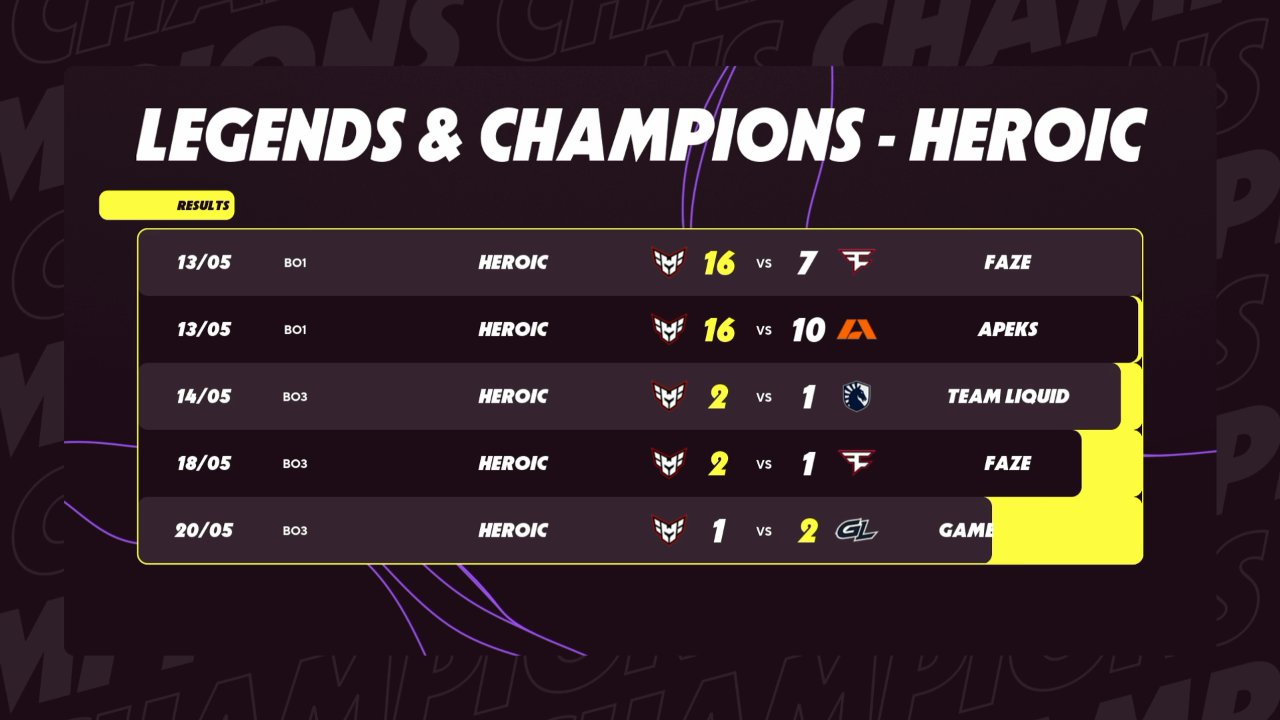 LEGENDS & CHAMPIONS - HEROIC
RESULTS
13/05 BO1 HEROIC 16 VS 7 FAZE
13/05 BO1 HEROIC 16 VS 10 APEKS
14/05 BO3 HEROIC 2 VS 1 TEAM LIQUID
18/05 BO3 HEROIC 2 VS 1 FAZE
20/05 BO3 HEROIC 1 VS 2 GL GAME